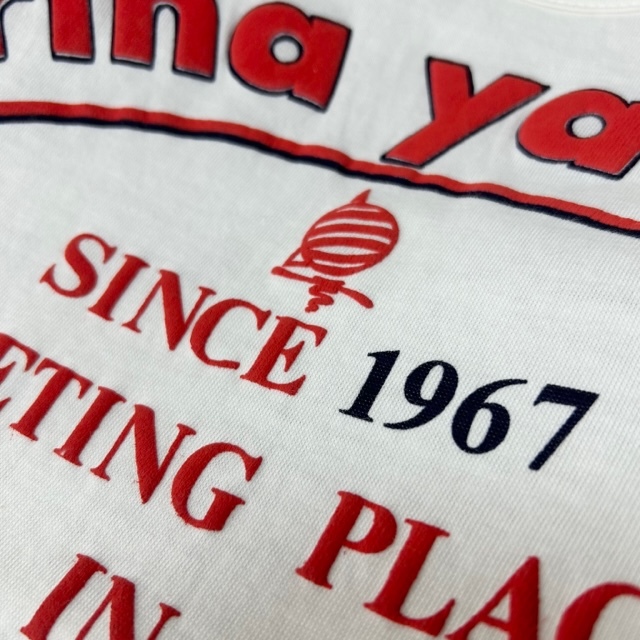 rina ya
SINCE 1967
ETING PLAC
IN